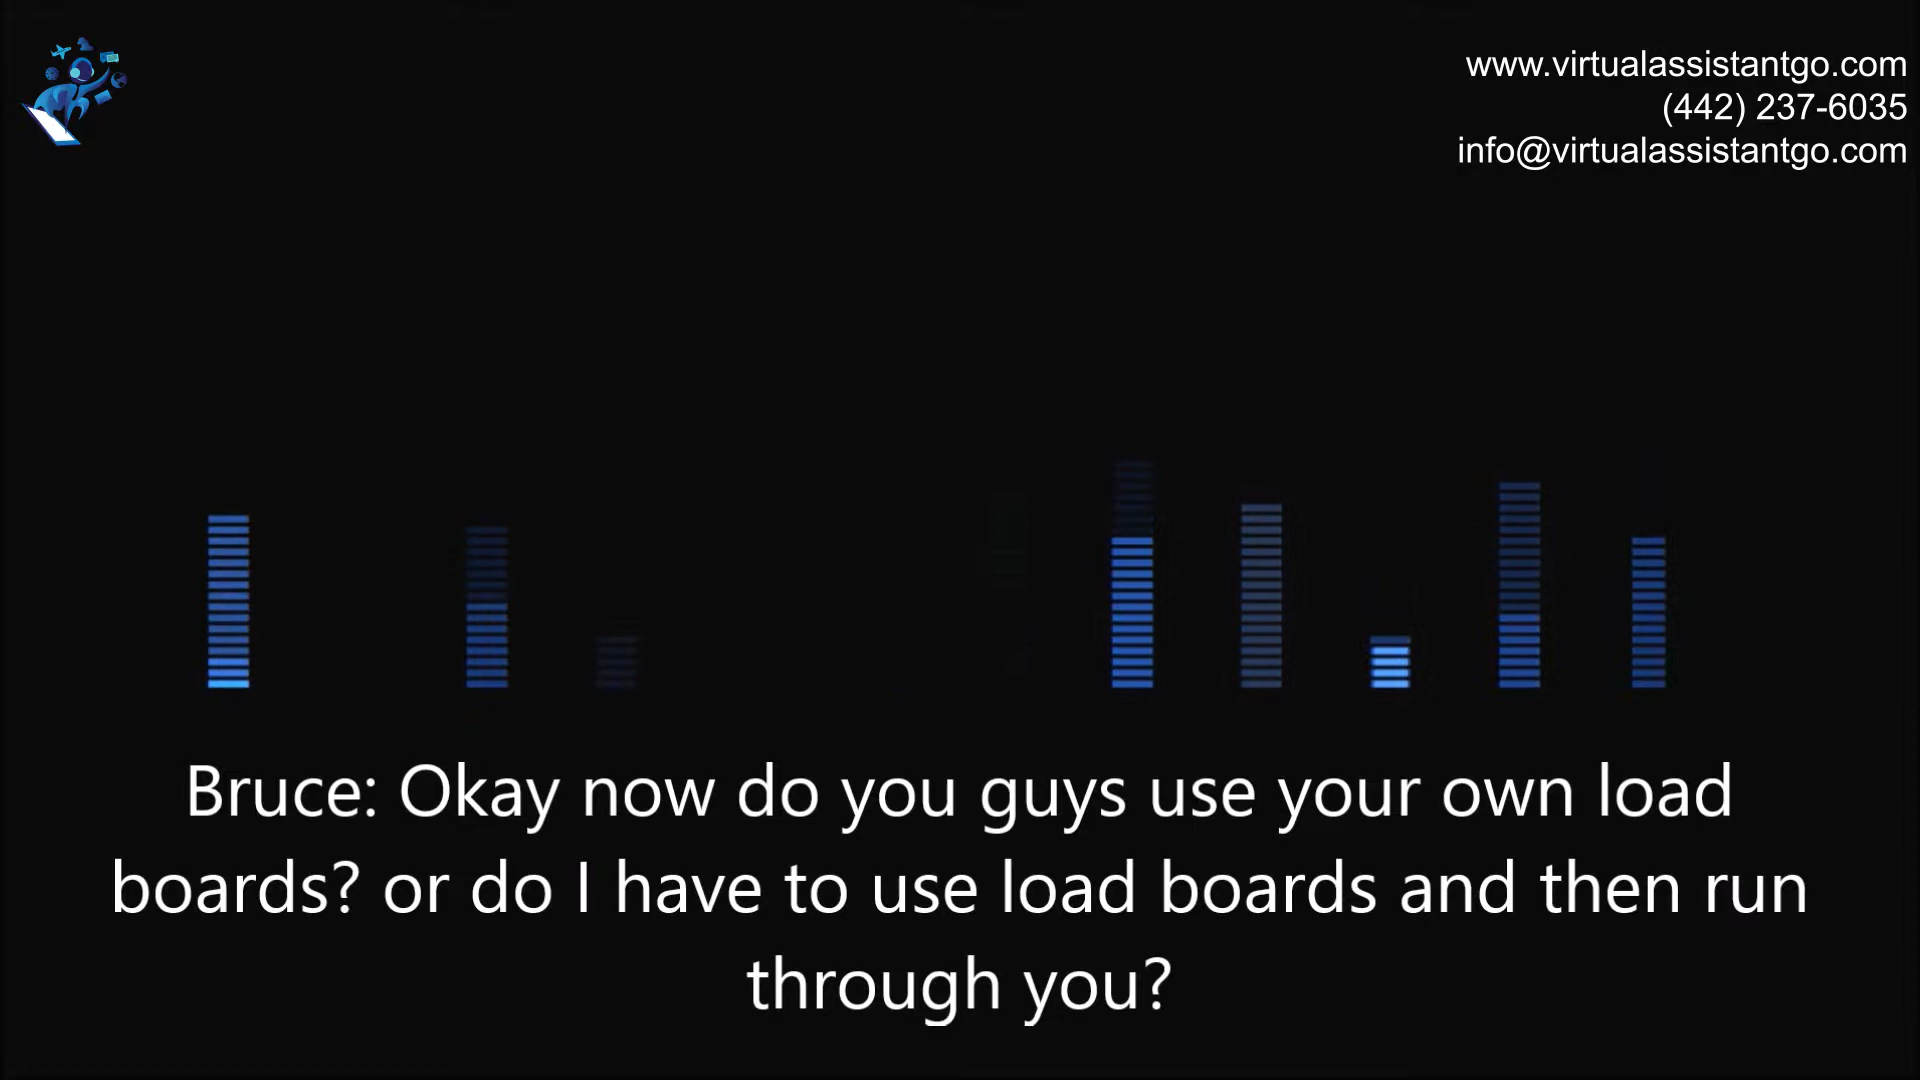 www.virtualassistantgo.com
(442) 237-6035
info@virtualassistantgo.com
Bruce: Okay now do you guys use your own load
boards? or do I have to use load boards and then run
through you?